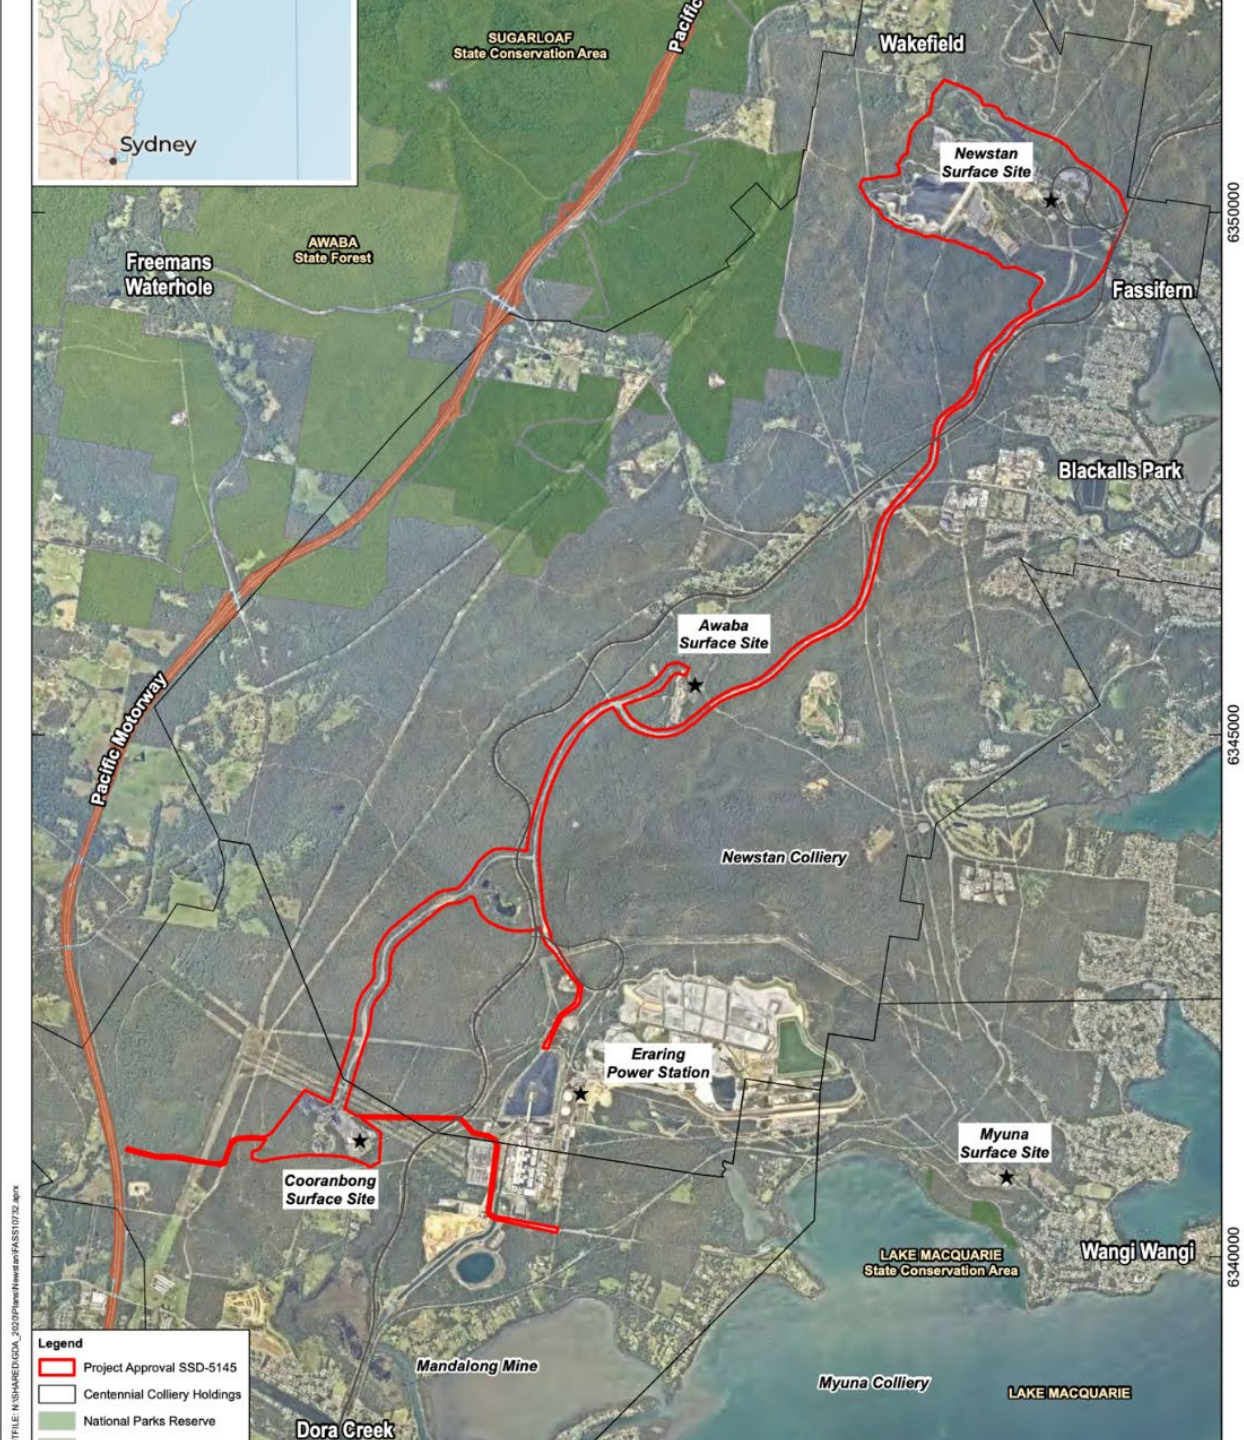 SUGARLOAF
State Conservation Area
Pacific
Wakefield
Sydney
Newstan
Surface Site
6350000
AWABA
State Forest
Freemans
Waterhole
Fassifern
Blackalls Park
Awaba
Surface Site
Pacific Motorway
6345000
Newstan Colliery
Eraring
Power Station
Myuna
Surface Site
Cooranbong
Surface Site
Wangi Wangi
LAKE MACQUARIE
State Conservation Area
6340000
Mandalong Mine
Myuna Colliery
LAKE MACQUARIE
Dora Creek
Legend
Project Approval SSD-5145
Centennial Colliery Holdings
National Parks Reserve